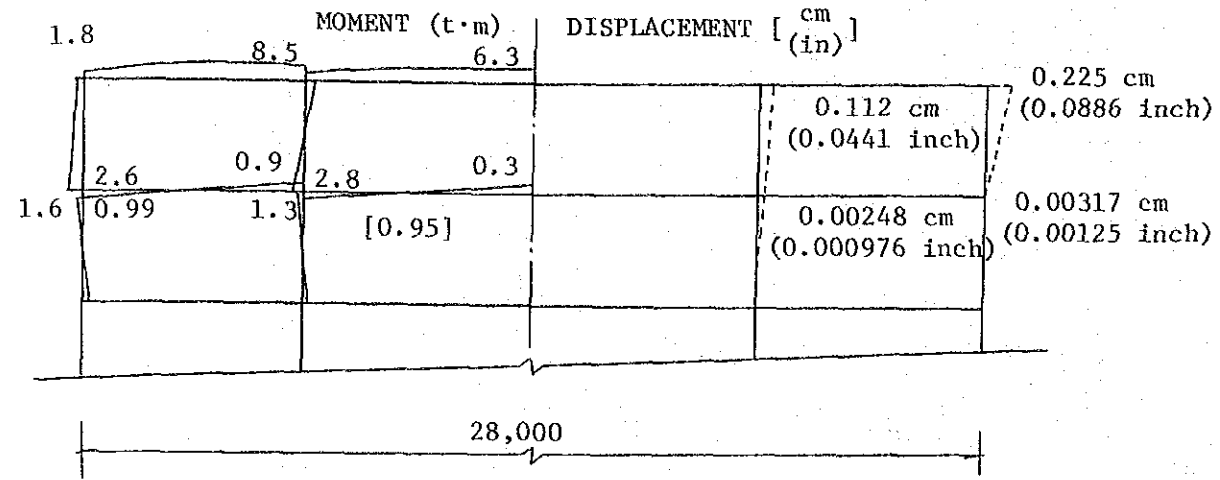 MOMENT (t·m)
DISPLACEMENT [cm (in)]
1.8
8.5
6.3
0.225 cm
(0.0886 inch)
0.112 cm
(0.0441 inch)
2.6
0.9
2.8
0.3
1.6
0.99
1.3
[0.95]
0.00248 cm
(0.000976 inch)
0.00317 cm
(0.00125 inch)
28,000